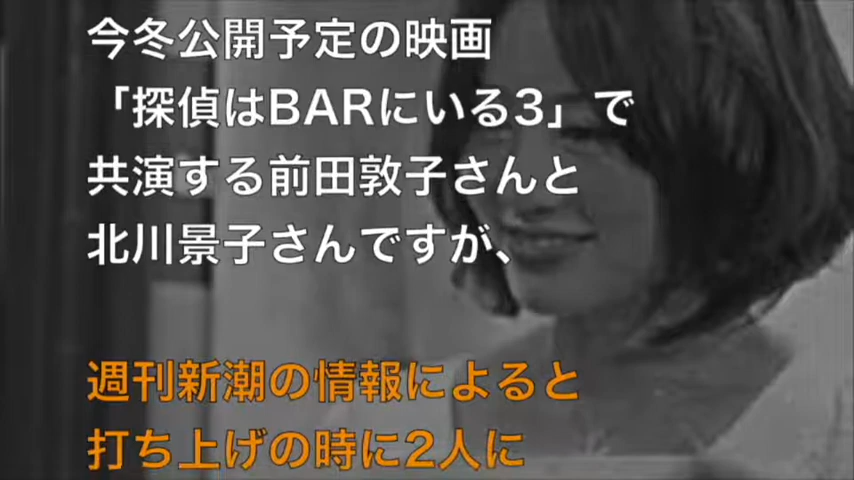 今冬公開予定の映画
「探偵はBARにいる3」で
共演する前田敦子さんと
北川景子さんですが、
週刊新潮の情報によると
打ち上げの時に2人に